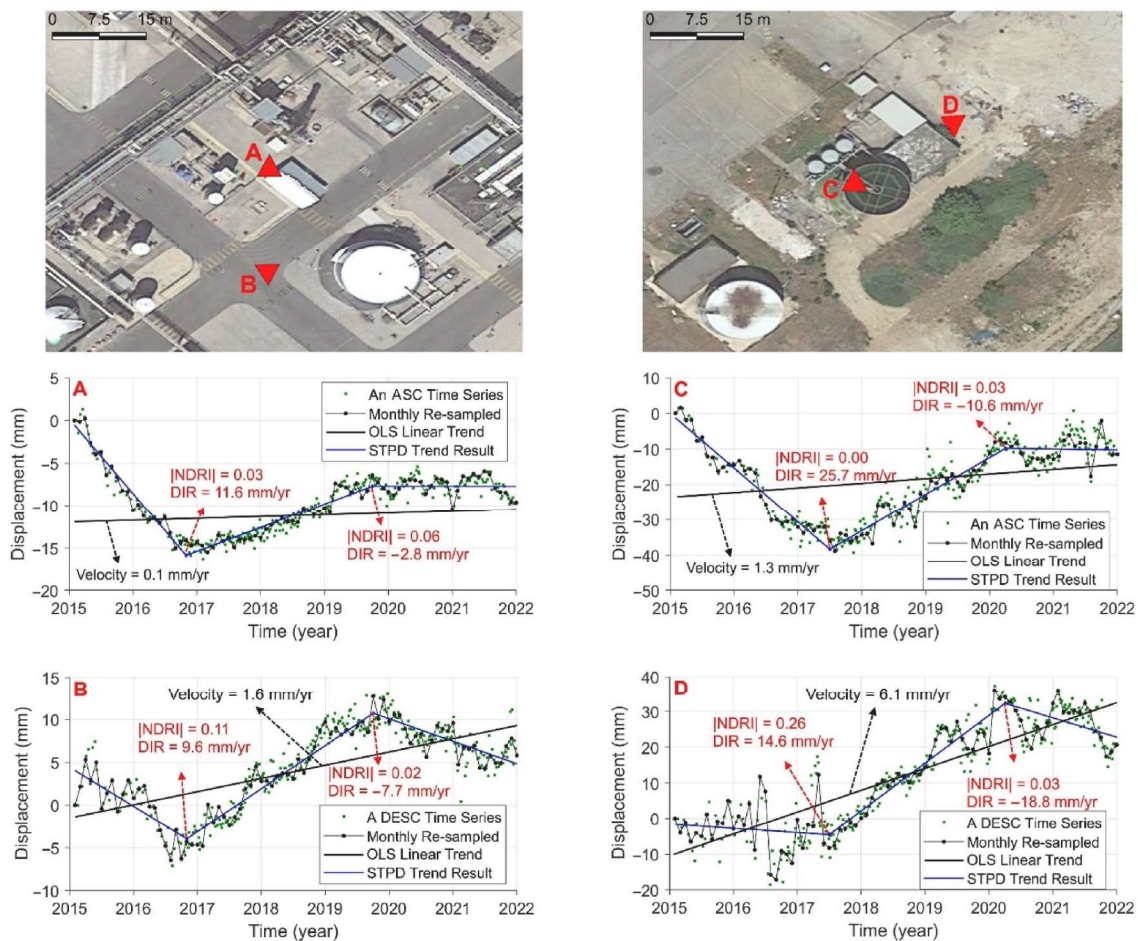 0 7.5 15 m
A
B
0 7.5 15 m
D
C
A
5
0
−5
−10
−15
−20
Displacement (mm)
An ASC Time Series
Monthly Re-sampled
OLS Linear Trend
STPD Trend Result
|NDRI| = 0.03
DIR = 11.6 mm/yr
|NDRI| = 0.06
DIR = −2.8 mm/yr
Velocity = 0.1 mm/yr
2015 2016 2017 2018 2019 2020 2021 2022
Time (year)
C
10
0
−10
−20
−30
−40
−50
Displacement (mm)
|NDRI| = 0.03
DIR = −10.6 mm/yr
|NDRI| = 0.00
DIR = 25.7 mm/yr
An ASC Time Series
Monthly Re-sampled
OLS Linear Trend
STPD Trend Result
Velocity = 1.3 mm/yr
2015 2016 2017 2018 2019 2020 2021 2022
Time (year)
B
15
10
5
0
−5
−10
Displacement (mm)
Velocity = 1.6 mm/yr
|NDRI| = 0.11
DIR = 9.6 mm/yr
|NDRI| = 0.02
DIR = −7.7 mm/yr
A DESC Time Series
Monthly Re-sampled
OLS Linear Trend
STPD Trend Result
2015 2016 2017 2018 2019 2020 2021 2022
Time (year)
D
40
30
20
10
0
−10
−20
Displacement (mm)
Velocity = 6.1 mm/yr
|NDRI| = 0.26
DIR = 14.6 mm/yr
|NDRI| = 0.03
DIR = −18.8 mm/yr
A DESC Time Series
Monthly Re-sampled
OLS Linear Trend
STPD Trend Result
2015 2016 2017 2018 2019 2020 2021 2022
Time (year)